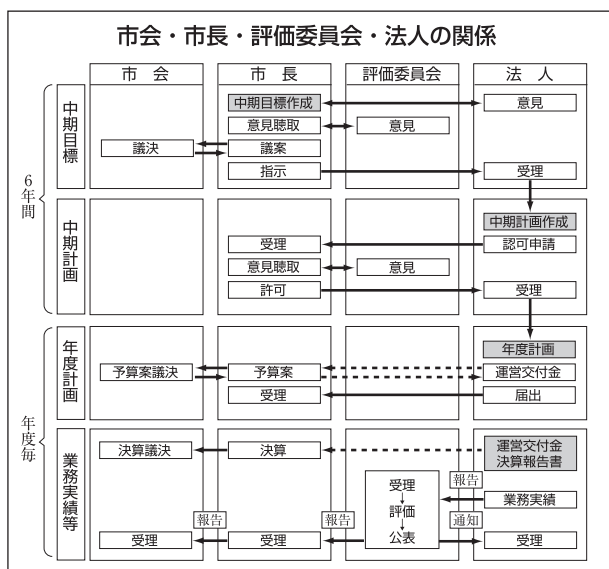 市会・市長・評価委員会・法人の関係
市　会
市　長
評価委員会
法　人
6年間
中期目標
中期目標作成
意見
意見聴取
意見
議決
議案
指示
受理
中期計画
中期計画作成
受理
認可申請
意見聴取
意見
許可
受理
年度毎
年度計画
年度計画
予算案議決
予算案
運営交付金
受理
届出
業務実績等
決算議決
決算
運営交付金
決算報告書
報告
受理
業務実績
評価
報告
報告
通知
公表
受理
受理
受理